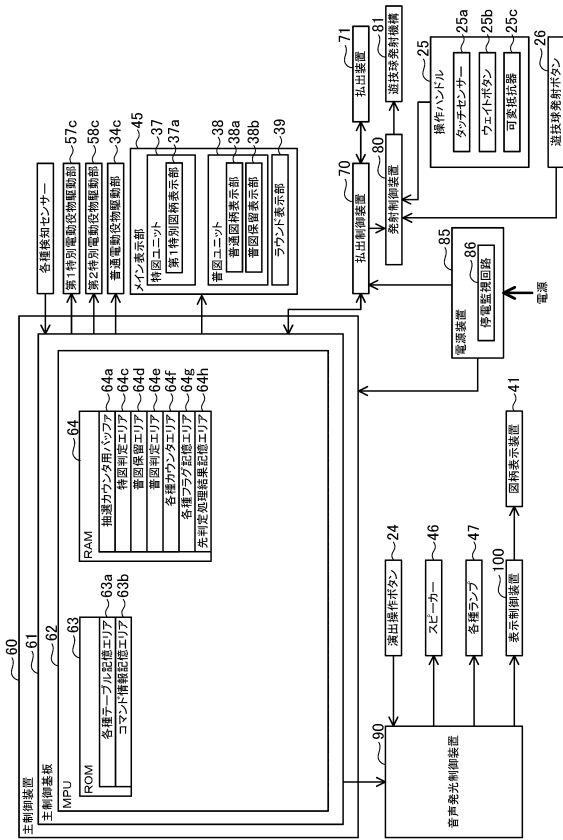 60
主制御装置
61
主制御基板
62
MPU
63
ROM
各種テーブル記憶エリア
63a
コマンド情報記憶エリア
63b
64
RAM
抽選カウンタ用バッファ
64a
特図判定エリア
64c
普図保留エリア
64d
普図判定エリア
64e
各種カウンタエリア
64f
各種フラグ記憶エリア
64g
先判定処理結果記憶エリア
64h
各種検知センサー
第1特別電動役物駆動部
57c
第2特別電動役物駆動部
58c
普通電動役物駆動部
34c
45
メイン表示部
37
特図ユニット
37a
第1特別図柄表示部
38
普図ユニット
38a
普通図柄表示部
38b
普図保留表示部
39
ラウンド表示部
70
払出制御装置
71
払出装置
80
発射制御装置
81
遊技球発射機構
25
操作ハンドル
25a
タッチセンサー
25b
ウェイトボタン
25c
可変抵抗器
26
遊技球発射ボタン
85
電源装置
86
停電監視回路
電源
90
音声発光制御装置
24
演出操作ボタン
46
スピーカー
47
各種ランプ
100
表示制御装置
41
図柄表示装置